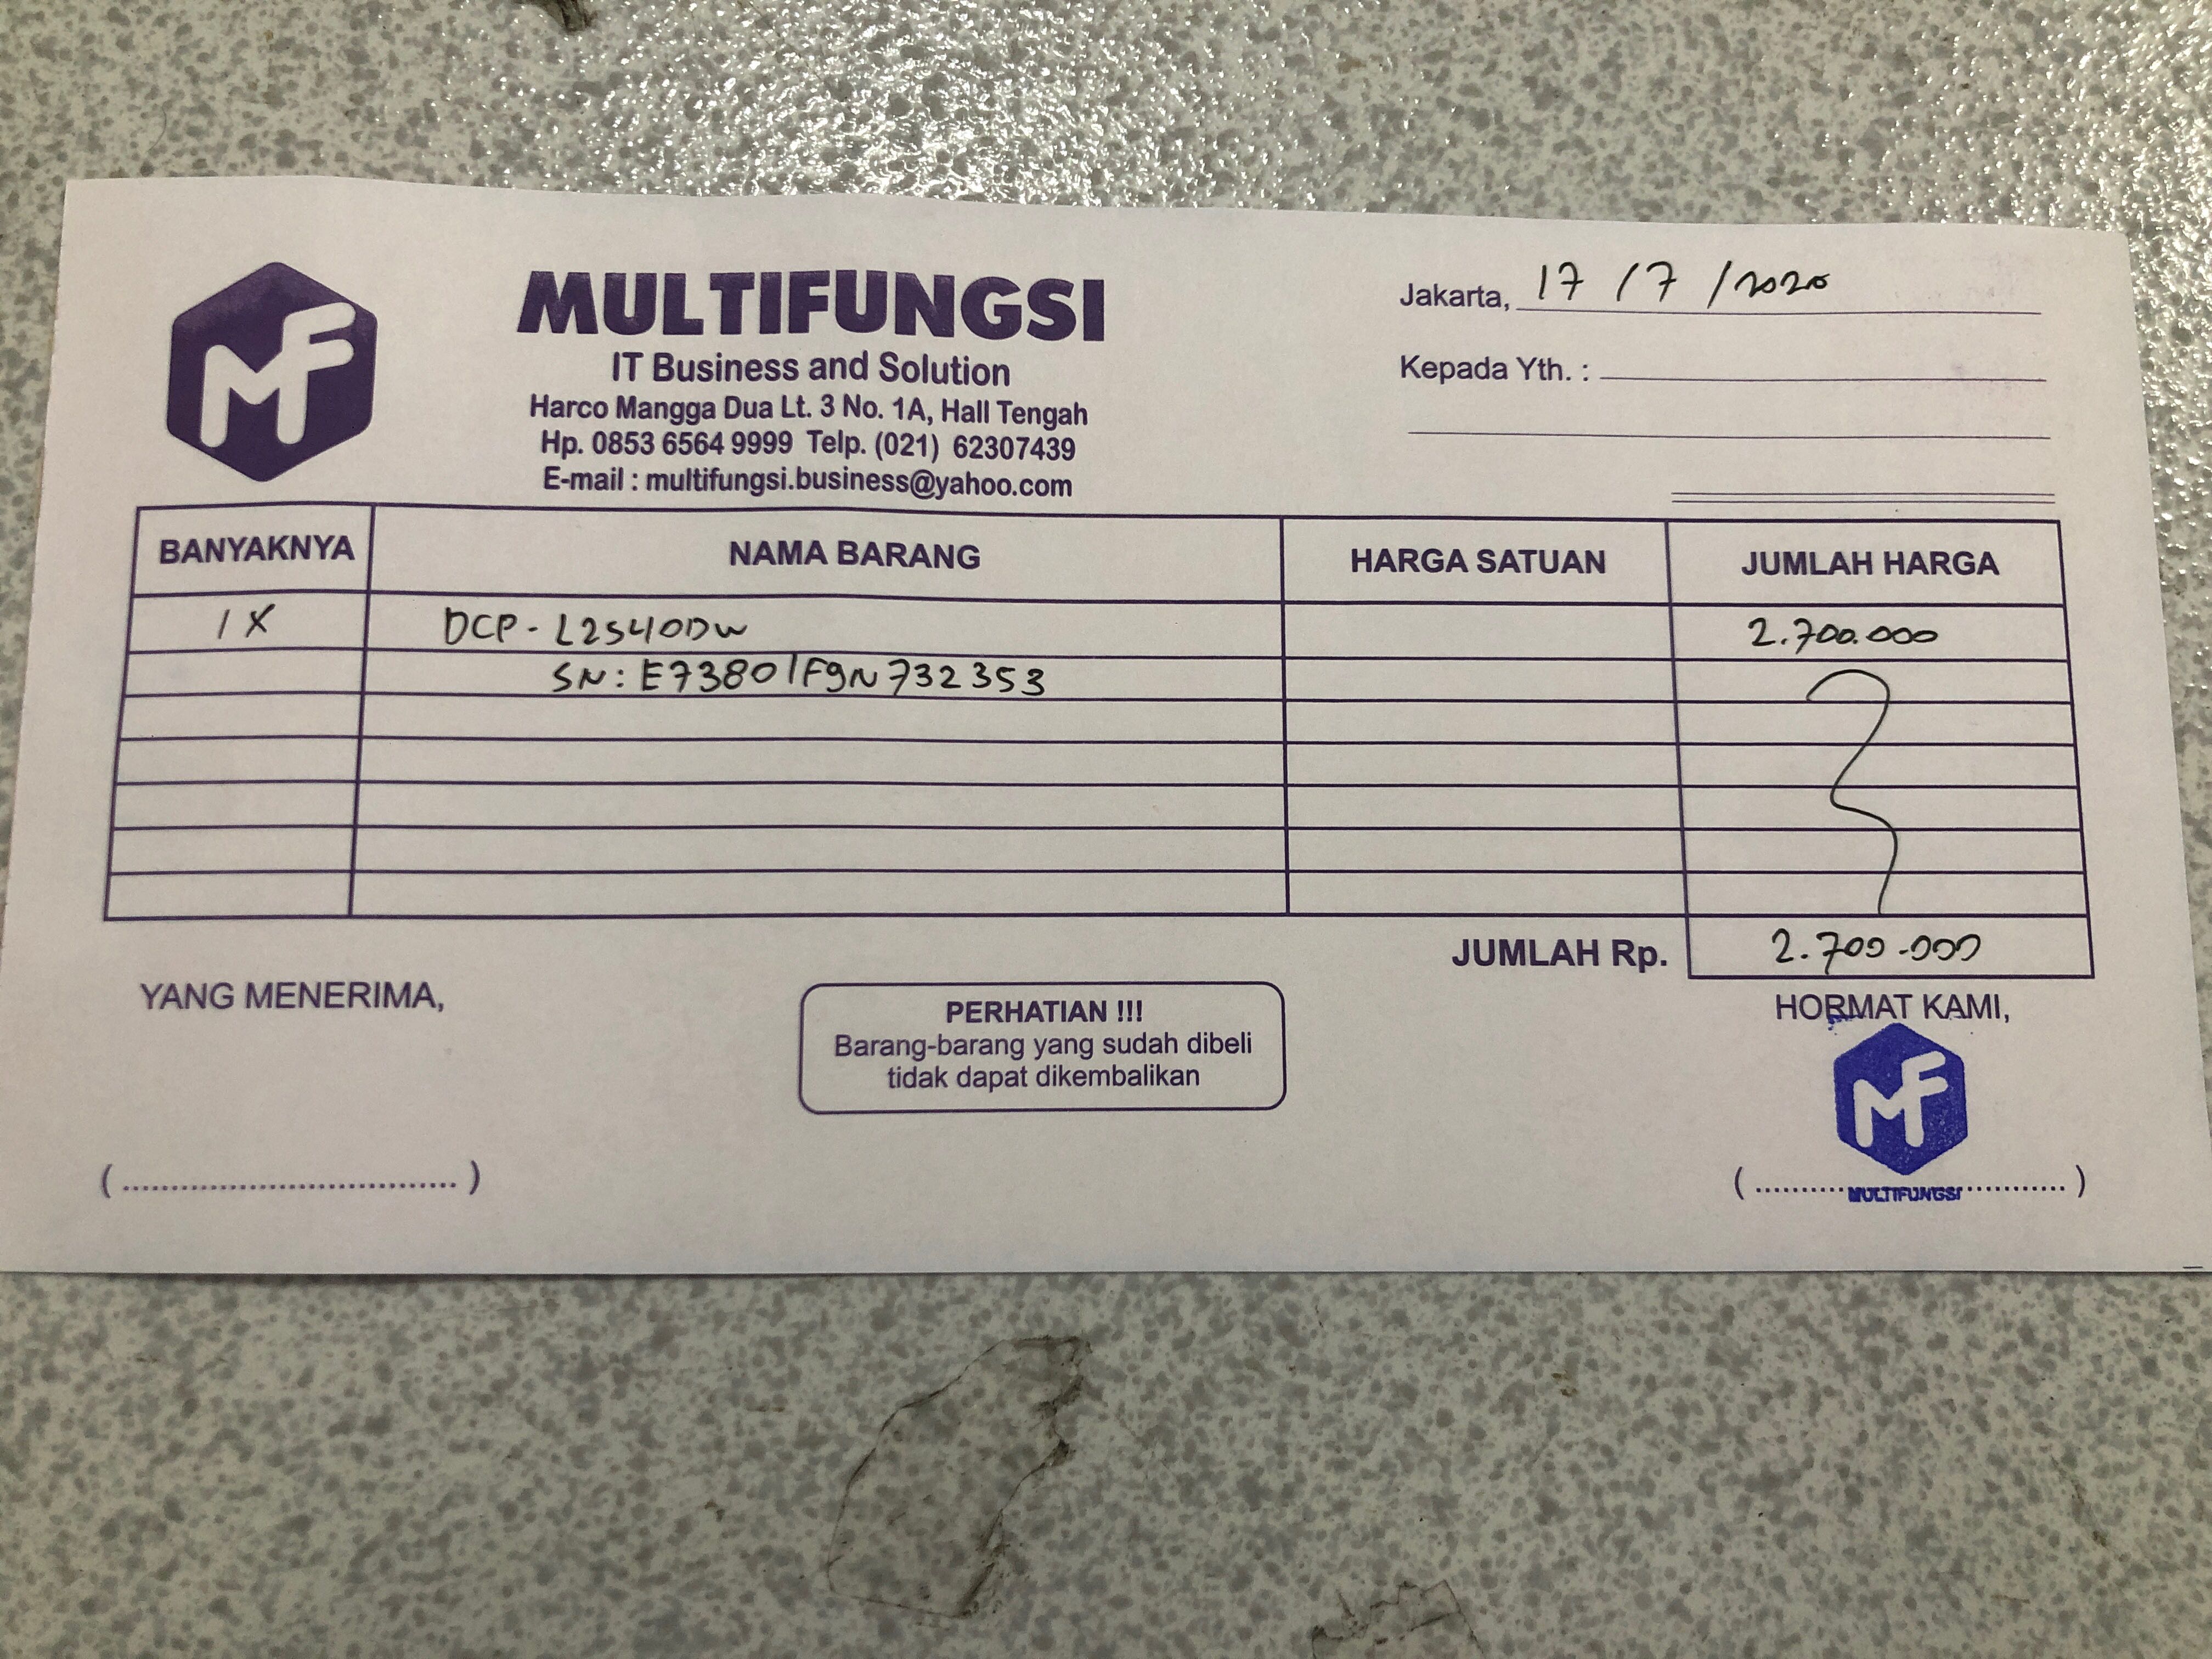 MF
MULTIFUNGSI
IT Business and Solution
Harco Mangga Dua Lt. 3 No. 1A, Hall Tengah
Hp. 0853 6564 9999 Telp. (021) 62307439
E-mail : multifungsi.business@yahoo.com
Jakarta, 17 / 7 / 2020
Kepada Yth. :
BANYAKNYA NAMA BARANG HARGA SATUAN JUMLAH HARGA
1 X DCP - L2540DW 2.700.000
SN : E73801F9N732353
JUMLAH Rp. 2.700.000
YANG MENERIMA,
PERHATIAN !!!
Barang-barang yang sudah dibeli
tidak dapat dikembalikan
HORMAT KAMI,
MF
(..................................)
(..........MULTIFUNGSI..........)